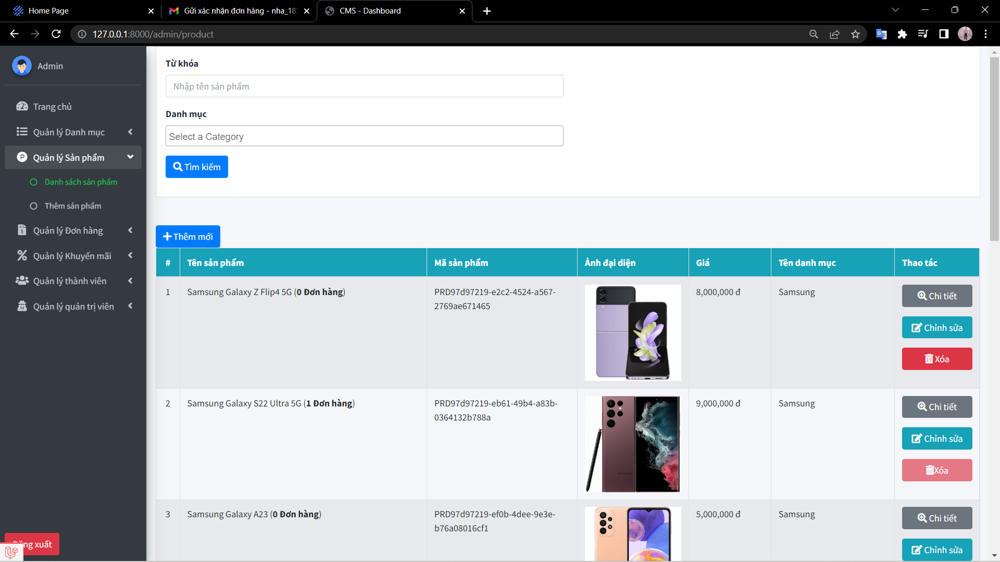 Home Page
Gửi xác nhận đơn hàng - nha_185
CMS - Dashboard
127.0.0.1:8000/admin/product
Admin
Trang chủ
Quản lý Danh mục
Quản lý Sản phẩm
Danh sách sản phẩm
Thêm sản phẩm
Quản lý Đơn hàng
Quản lý Khuyến mãi
Quản lý thành viên
Quản lý quản trị viên
xuất
Từ khóa
Nhập tên sản phẩm
Danh mục
Select a Category
Tìm kiếm
Thêm mới
# Tên sản phẩm Mã sản phẩm Ảnh đại diện Giá Tên danh mục Thao tác
1 Samsung Galaxy Z Flip4 5G (0 Đơn hàng) PRD97d97219-e2c2-4524-a567- 8,000,000 đ Samsung Chi tiết
2769ae671465
Chỉnh sửa
Xóa
2 Samsung Galaxy S22 Ultra 5G (1 Đơn hàng) PRD97d97219-eb61-49b4-a83b- 9,000,000 đ Samsung Chi tiết
0364132b788a
Chỉnh sửa
Xóa
3 Samsung Galaxy A23 (0 Đơn hàng) PRD97d97219-ef0b-4dee-9e3e- 5,000,000 đ Samsung Chi tiết
b76a08016cf1
Chỉnh sửa